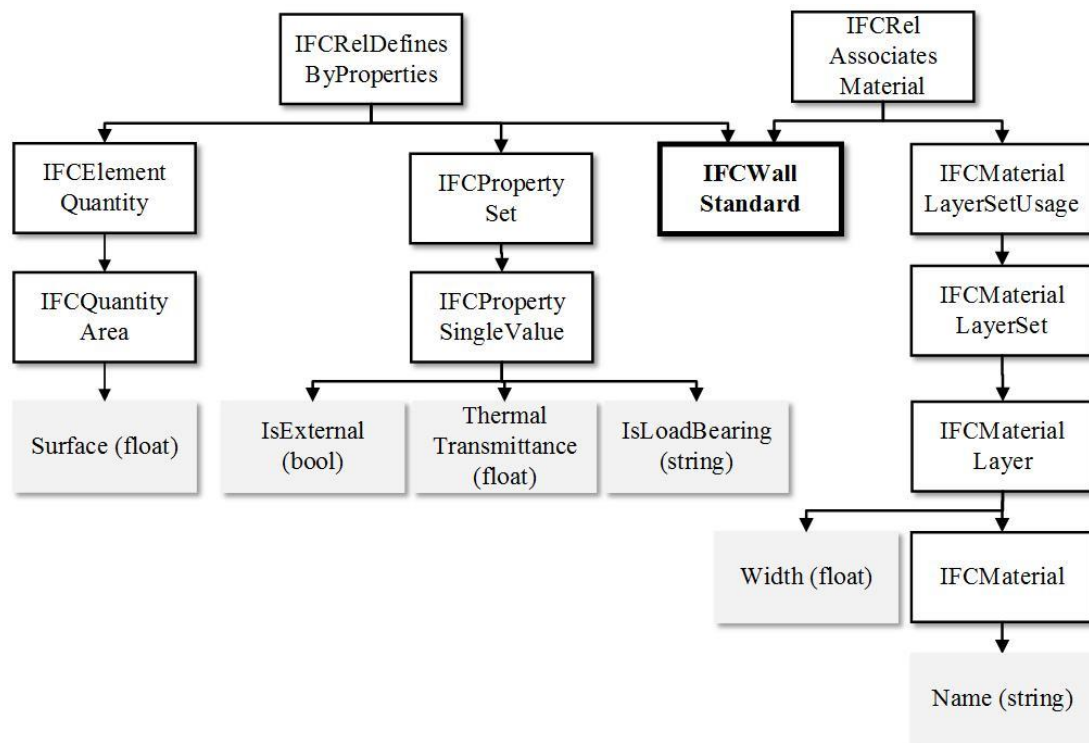 IFCRelDefines
ByProperties
IFCRel
Associates
Material
IFCElement
Quantity
IFCProperty
Set
IFCWall
Standard
IFCMaterial
LayerSetUsage
IFCQuantity
Area
IFCProperty
SingleValue
IFCMaterial
LayerSet
Surface (float)
IsExternal
(bool)
Thermal
Transmittance
(float)
IsLoadBearing
(string)
IFCMaterial
Layer
Width (float)
IFCMaterial
Name (string)